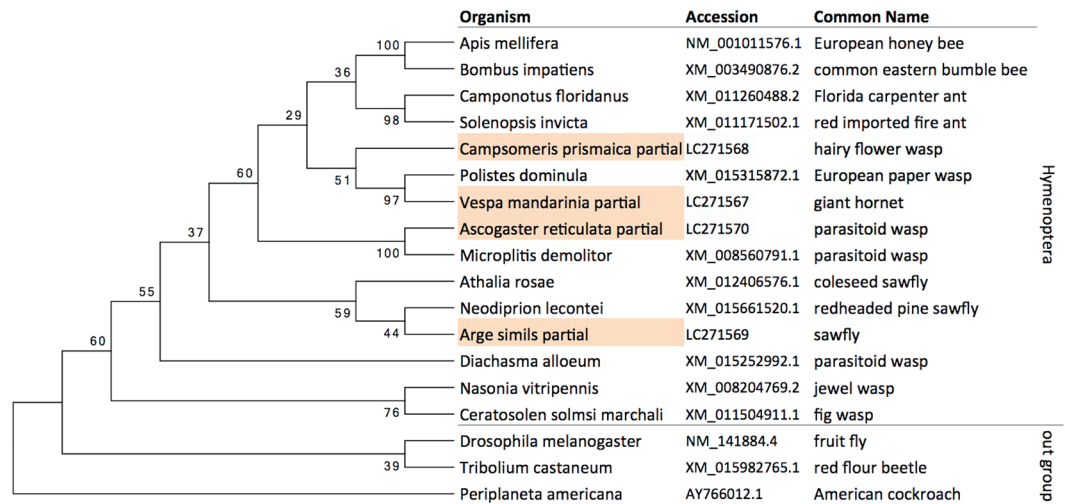 Organism Accession Common Name
100 Apis mellifera NM_001011576.1 European honey bee
36 Bombus impatiens XM_003490876.2 common eastern bumble bee
Camponotus floridanus XM_011260488.2 Florida carpenter ant
29 98 Solenopsis invicta XM_011171502.1 red imported fire ant
Campsomeris prismaica partial LC271568 hairy flower wasp
60 51 Polistes dominula XM_015315872.1 European paper wasp
97 Vespa mandarinia partial LC271567 giant hornet
37 Ascogaster reticulata partial LC271570 parasitoid wasp
100 Microplitis demolitor XM_008560791.1 parasitoid wasp
Athalia rosae XM_012406576.1 coleseed sawfly
55 59 Neodiprion lecontei XM_015661520.1 redheaded pine sawfly
44 Arge simils partial LC271569 sawfly
60 Diachasma alloeum XM_015252992.1 parasitoid wasp
Nasonia vitripennis XM_008204769.2 jewel wasp
76 Ceratosolen solmsi marchali XM_011504911.1 fig wasp
Drosophila melanogaster NM_141884.4 fruit fly
39 Tribolium castaneum XM_015982765.1 red flour beetle
Periplaneta americana AY766012.1 American cockroach
Hymenoptera
out group